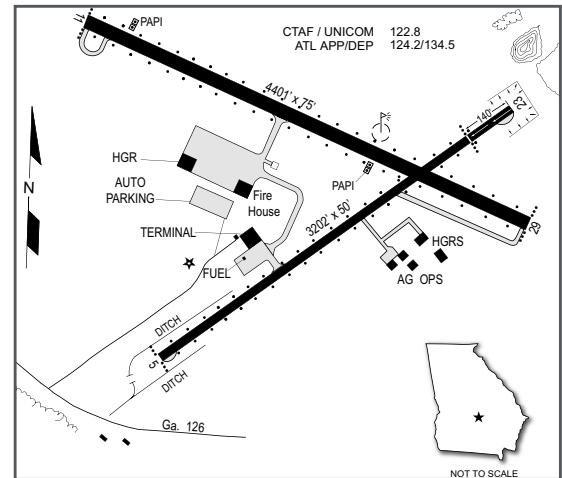 CTAF / UNICOM 122.8
ATL APP/DEP 124.2/134.5
11
PAPI
4401' x 75'
140'
23
HGR
AUTO
PARKING
Fire
House
PAPI
N
3202' x 50'
29
TERMINAL
HGRS
FUEL
AG OPS
DITCH
5
DITCH
Ga. 126
NOT TO SCALE